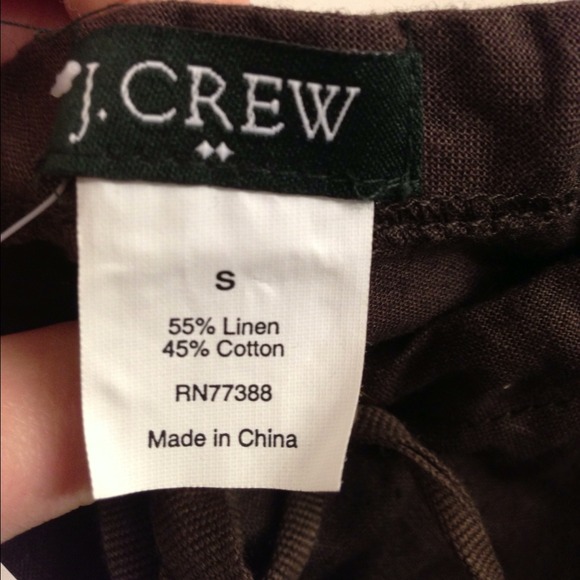 J. CREW
S
55% Linen
45% Cotton
RN77388
Made in China